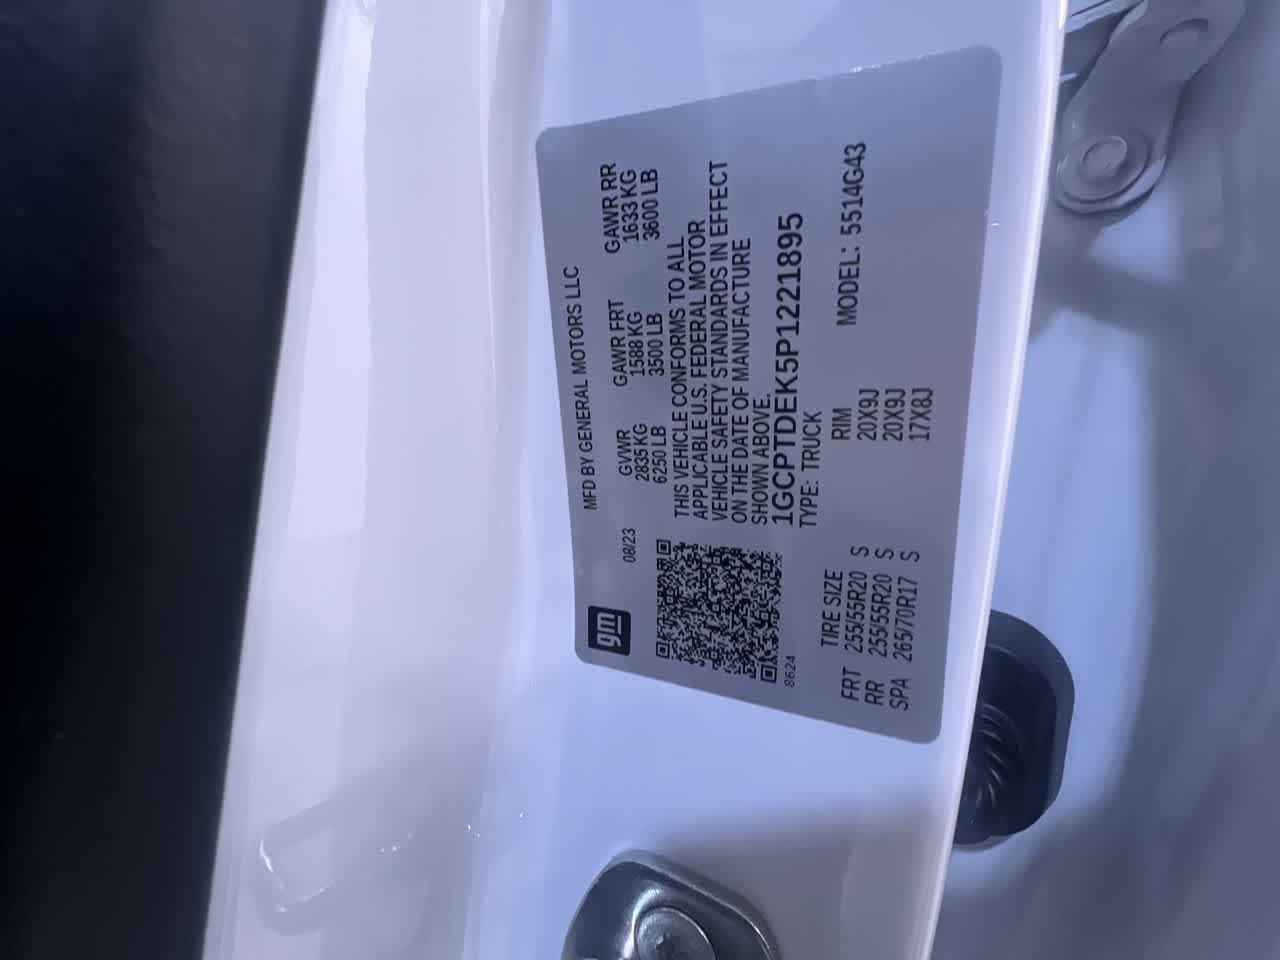 gm
MFD BY GENERAL MOTORS LLC
08/23
GVWR GAWR FRT GAWR RR
2835 KG 1588 KG 1633 KG
6250 LB 3500 LB 3600 LB
THIS VEHICLE CONFORMS TO ALL
APPLICABLE U.S. FEDERAL MOTOR
VEHICLE SAFETY STANDARDS IN EFFECT
ON THE DATE OF MANUFACTURE
SHOWN ABOVE.
1GCPTDEK5P1221895
8624
TYPE: TRUCK
MODEL: 5514G43
TIRE SIZE RIM
FRT 255/55R20 S 20X9J
RR 255/55R20 S 20X9J
SPA 265/70R17 S 17X8J